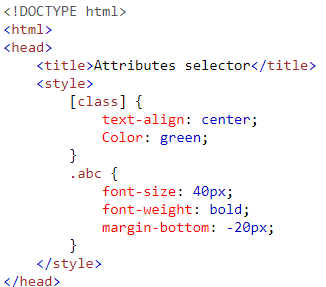 <!DOCTYPE html>
<html>
<head>
    <title>Attributes selector</title>
    <style>
        [class] {
            text-align: center;
            Color: green;
        }
        .abc {
            font-size: 40px;
            font-weight: bold;
            margin-bottom: -20px;
        }
    </style>
</head>